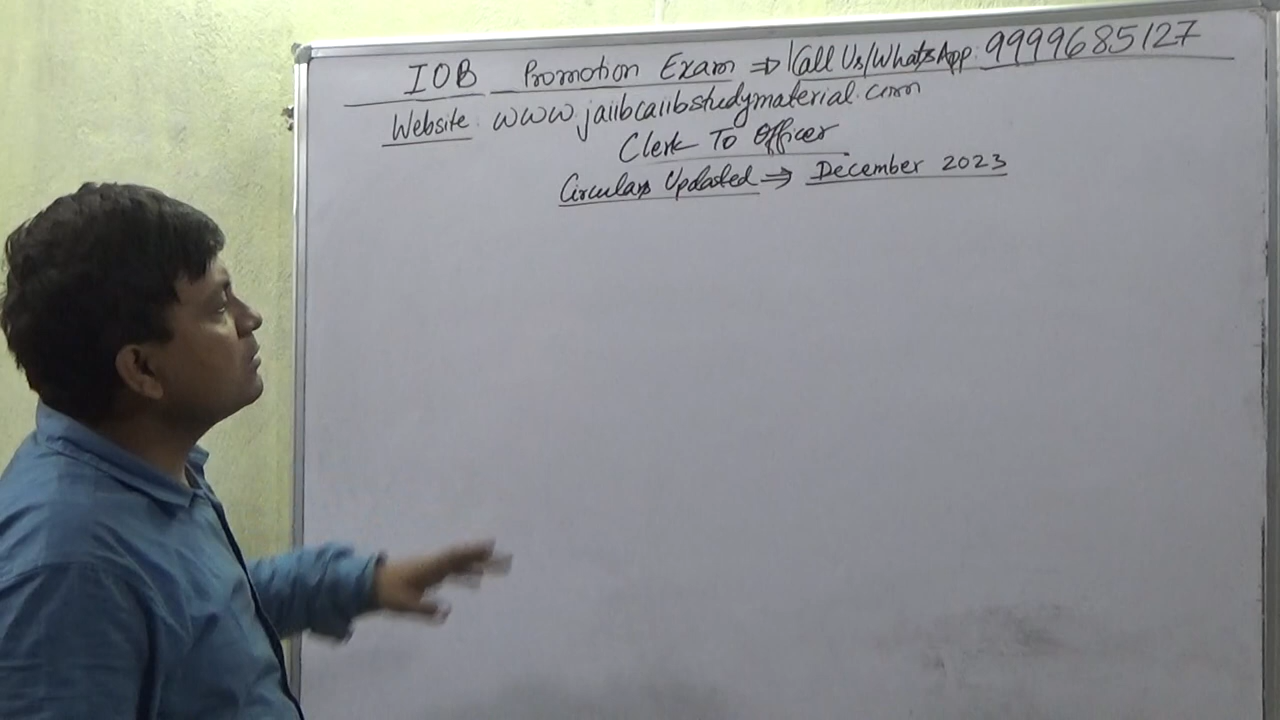 IOB Promotion Exam ⇒ Call Us/WhatsApp: 9999685127
Website: www.jaiibcaiibstudymaterial.com
Clerk To Officer
Circulars Updated ⇒ December 2023